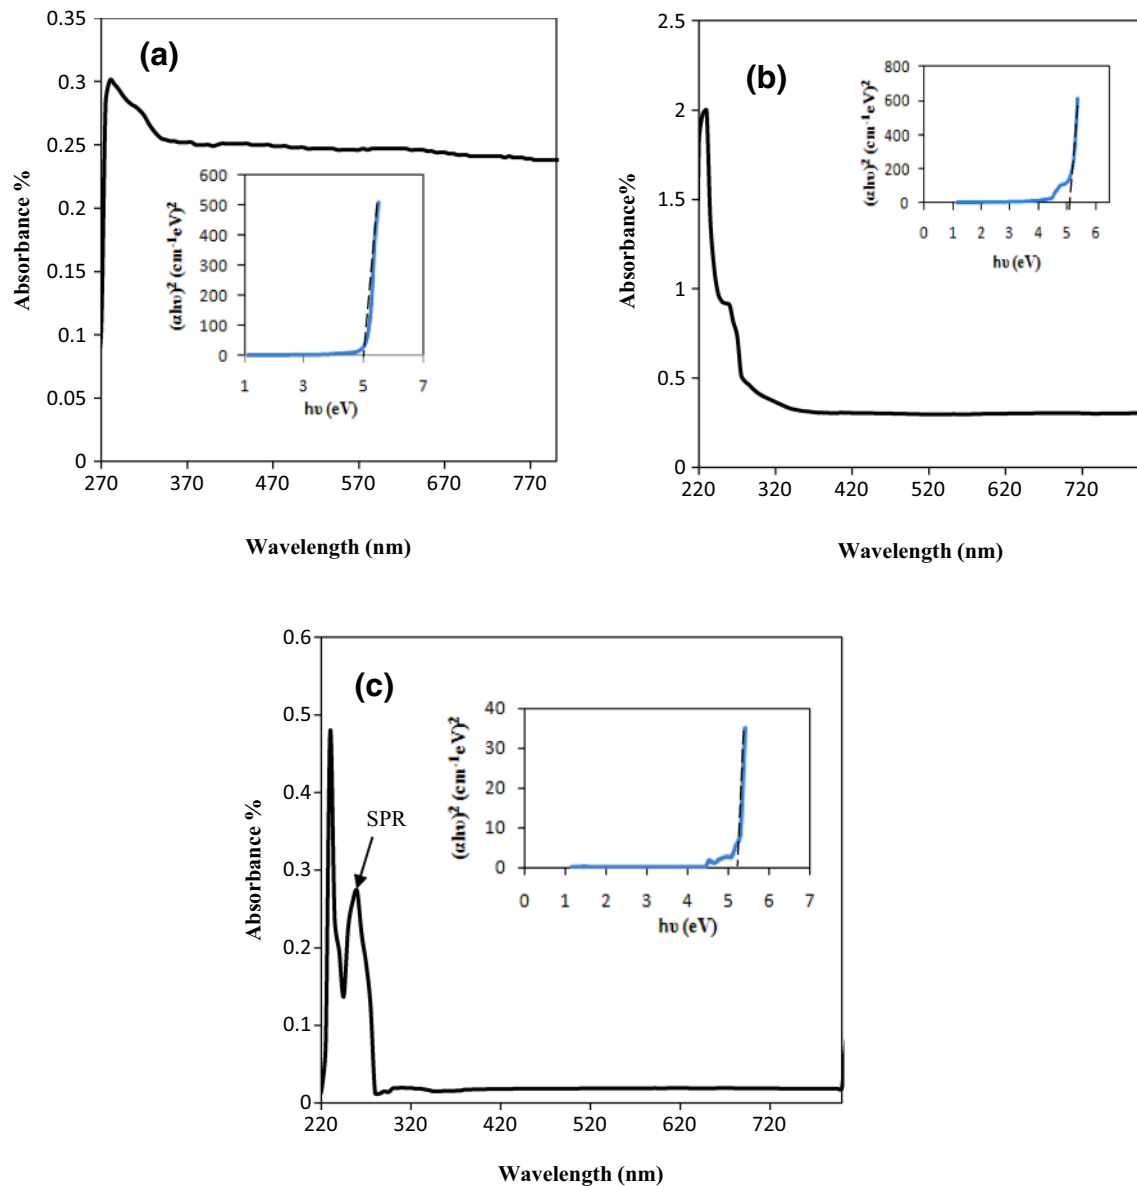 (a)
0.35
0.3
0.25
0.2
0.15
0.1
0.05
0
270 370 470 570 670 770
Absorbance %
Wavelength (nm)
600
500
400
300
200
100
0
1 3 5 7
(αhυ)² (cm⁻¹eV)²
hυ (eV)
(b)
2.5
2
1.5
1
0.5
0
220 320 420 520 620 720
Absorbance%
Wavelength (nm)
800
600
400
200
0
0 1 2 3 4 5 6
(αhυ)² (cm⁻¹eV)²
hυ (eV)
(c)
0.6
0.5
0.4
0.3
0.2
0.1
0
220 320 420 520 620 720
Absorbance %
Wavelength (nm)
SPR
40
30
20
10
0
0 1 2 3 4 5 6 7
(αhυ)² (cm⁻¹eV)²
hυ (eV)